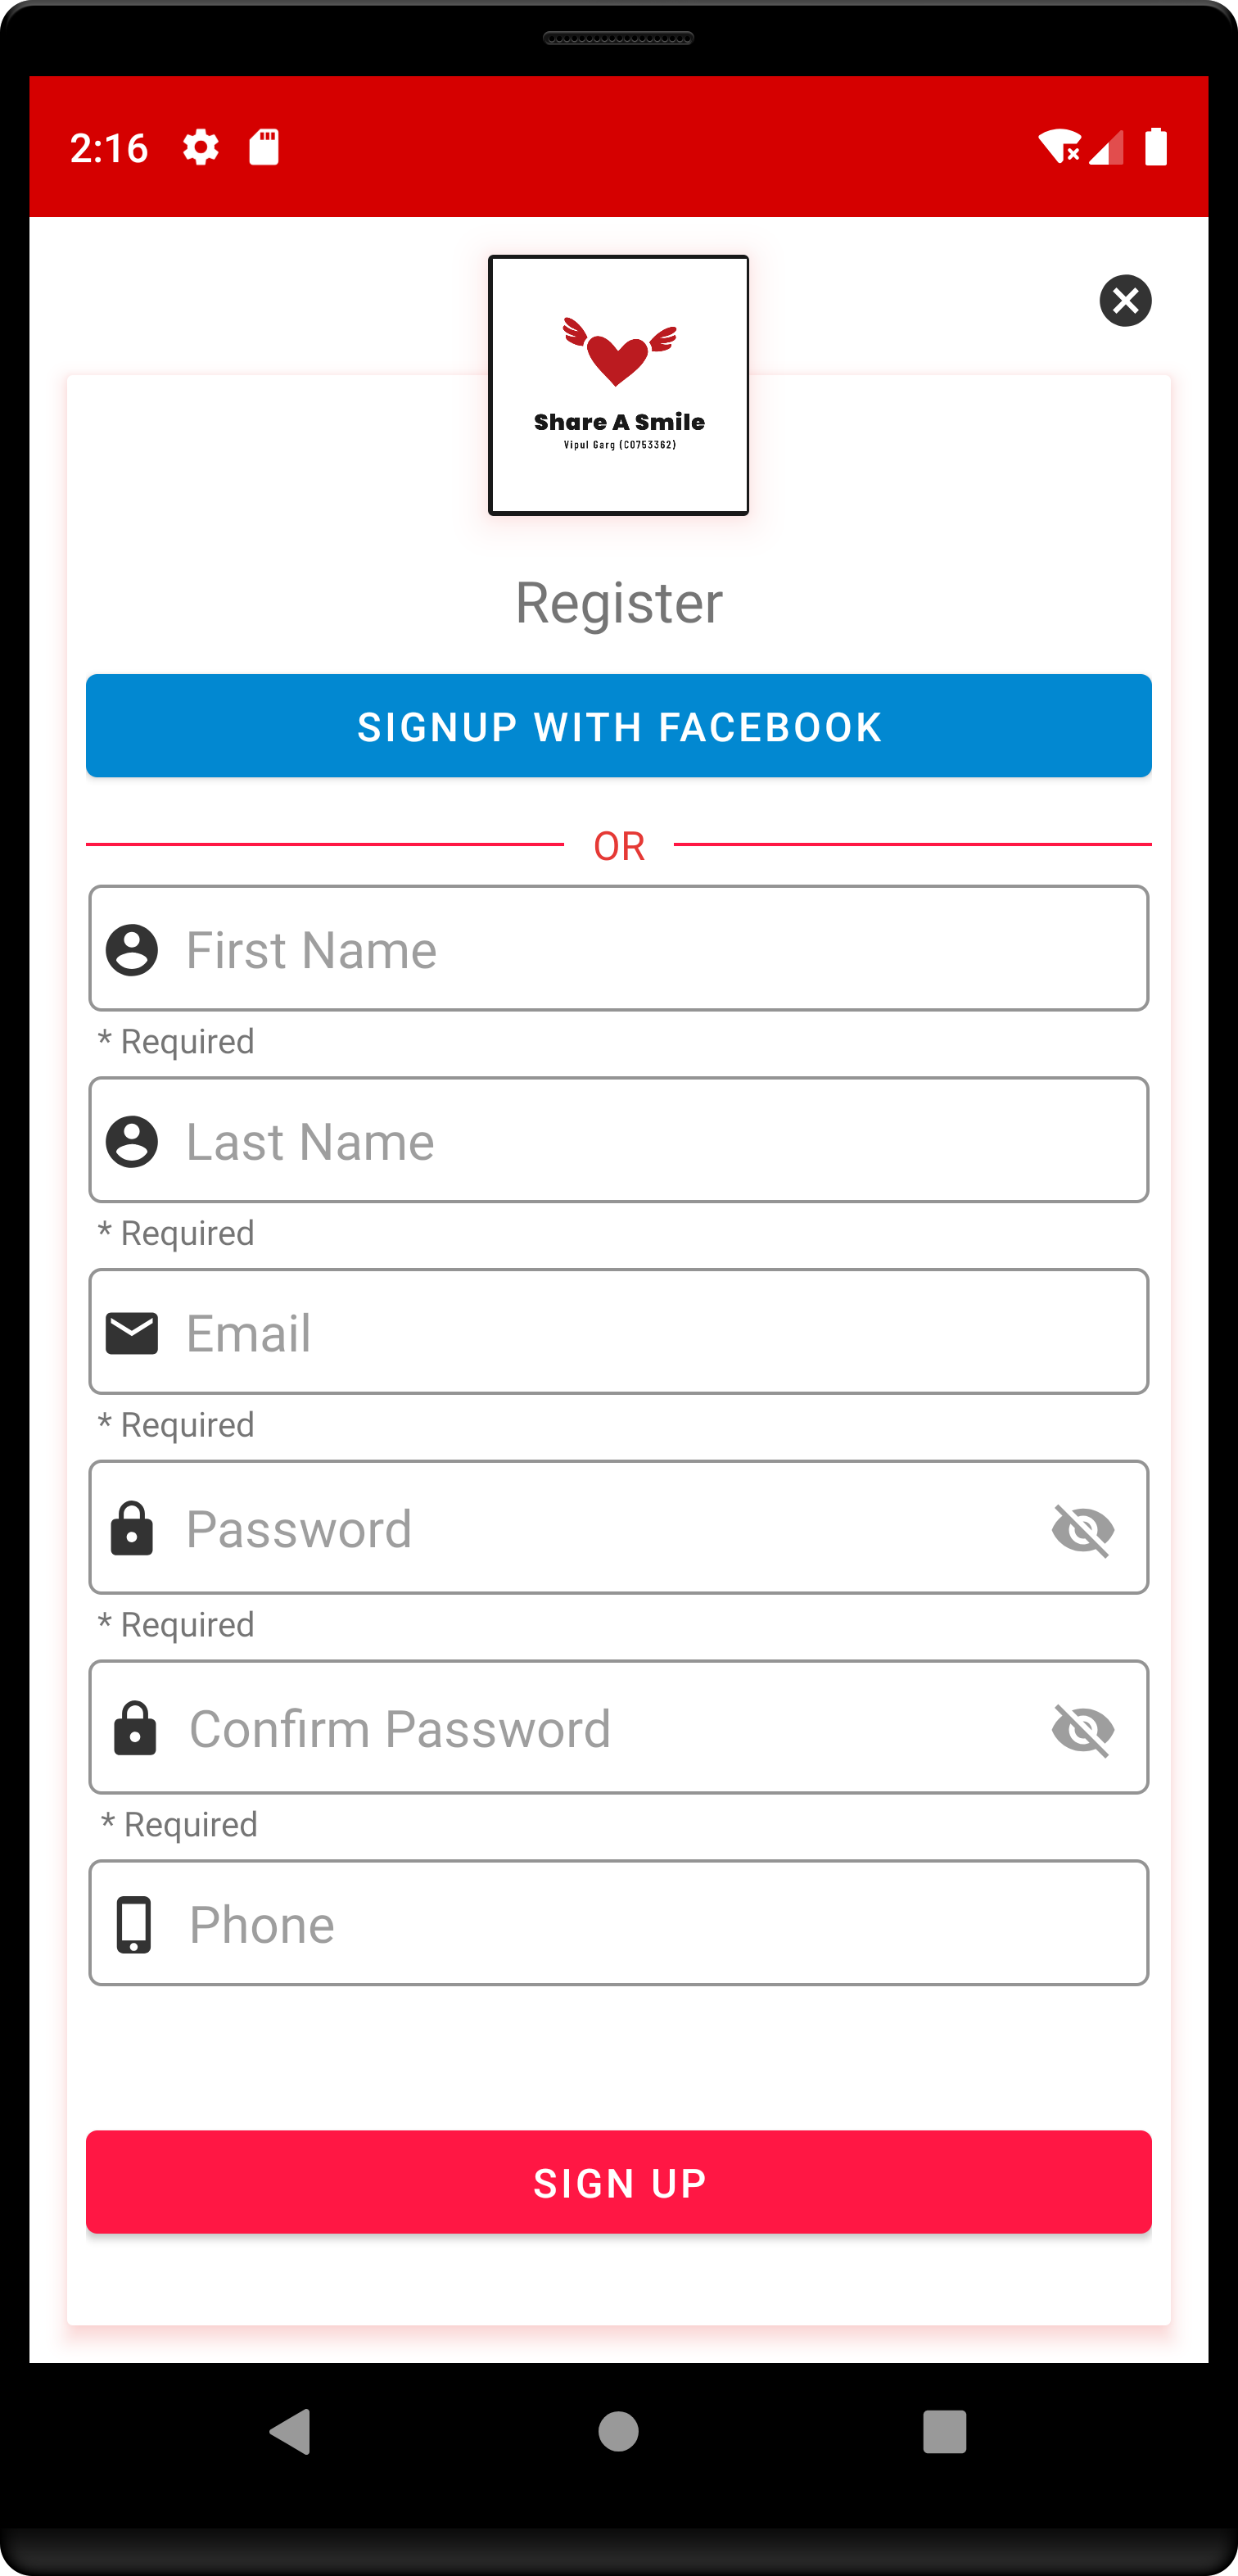 2:16
Share A Smile
Vipul Garg (C0753362)
Register
SIGNUP WITH FACEBOOK
OR
First Name
* Required
Last Name
* Required
Email
* Required
Password
* Required
Confirm Password
* Required
Phone
SIGN UP